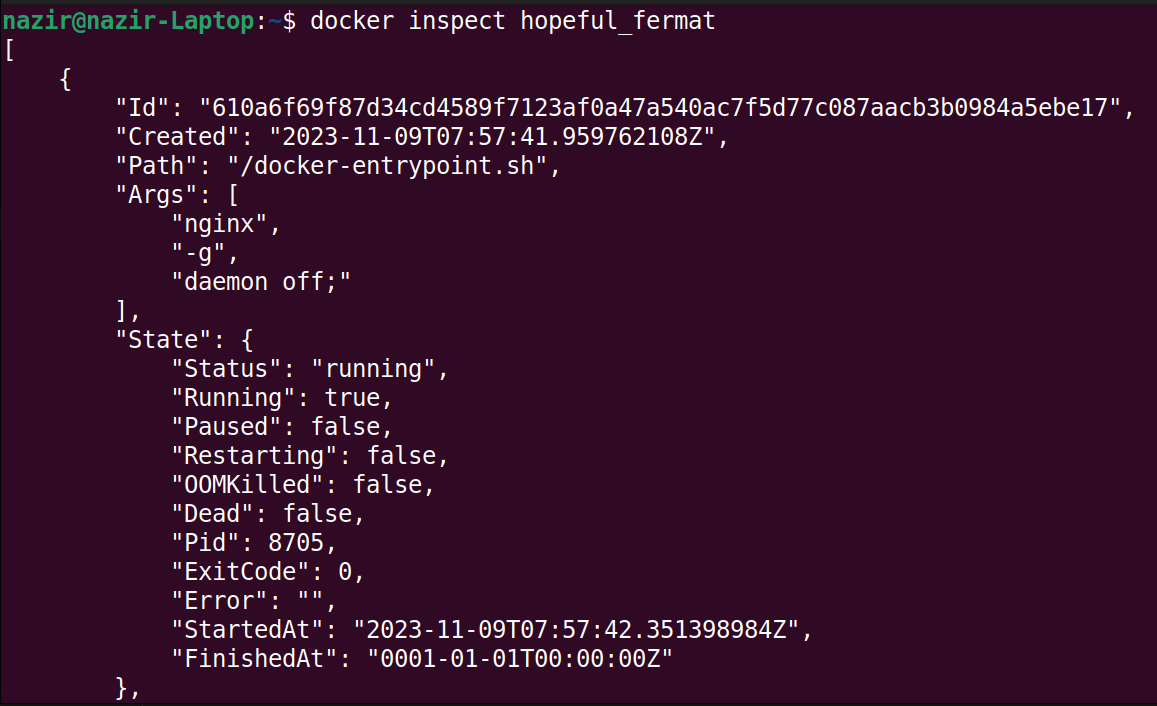 nazir@nazir-Laptop:~$ docker inspect hopeful_fermat
[
    {
        "Id": "610a6f69f87d34cd4589f7123af0a47a540ac7f5d77c087aacb3b0984a5ebe17",
        "Created": "2023-11-09T07:57:41.959762108Z",
        "Path": "/docker-entrypoint.sh",
        "Args": [
            "nginx",
            "-g",
            "daemon off;"
        ],
        "State": {
            "Status": "running",
            "Running": true,
            "Paused": false,
            "Restarting": false,
            "OOMKilled": false,
            "Dead": false,
            "Pid": 8705,
            "ExitCode": 0,
            "Error": "",
            "StartedAt": "2023-11-09T07:57:42.351398984Z",
            "FinishedAt": "0001-01-01T00:00:00Z"
        },